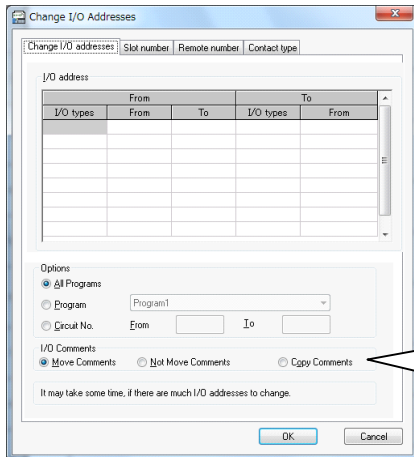 Change I/O Addresses
Change I/O addresses Slot number Remote number Contact type
I/O address
From To
I/O types From To I/O types From
Options
All Programs
Program Program1
Circuit No. From To
I/O Comments
Move Comments Not Move Comments Copy Comments
It may take some time, if there are much I/O addresses to change.
OK Cancel